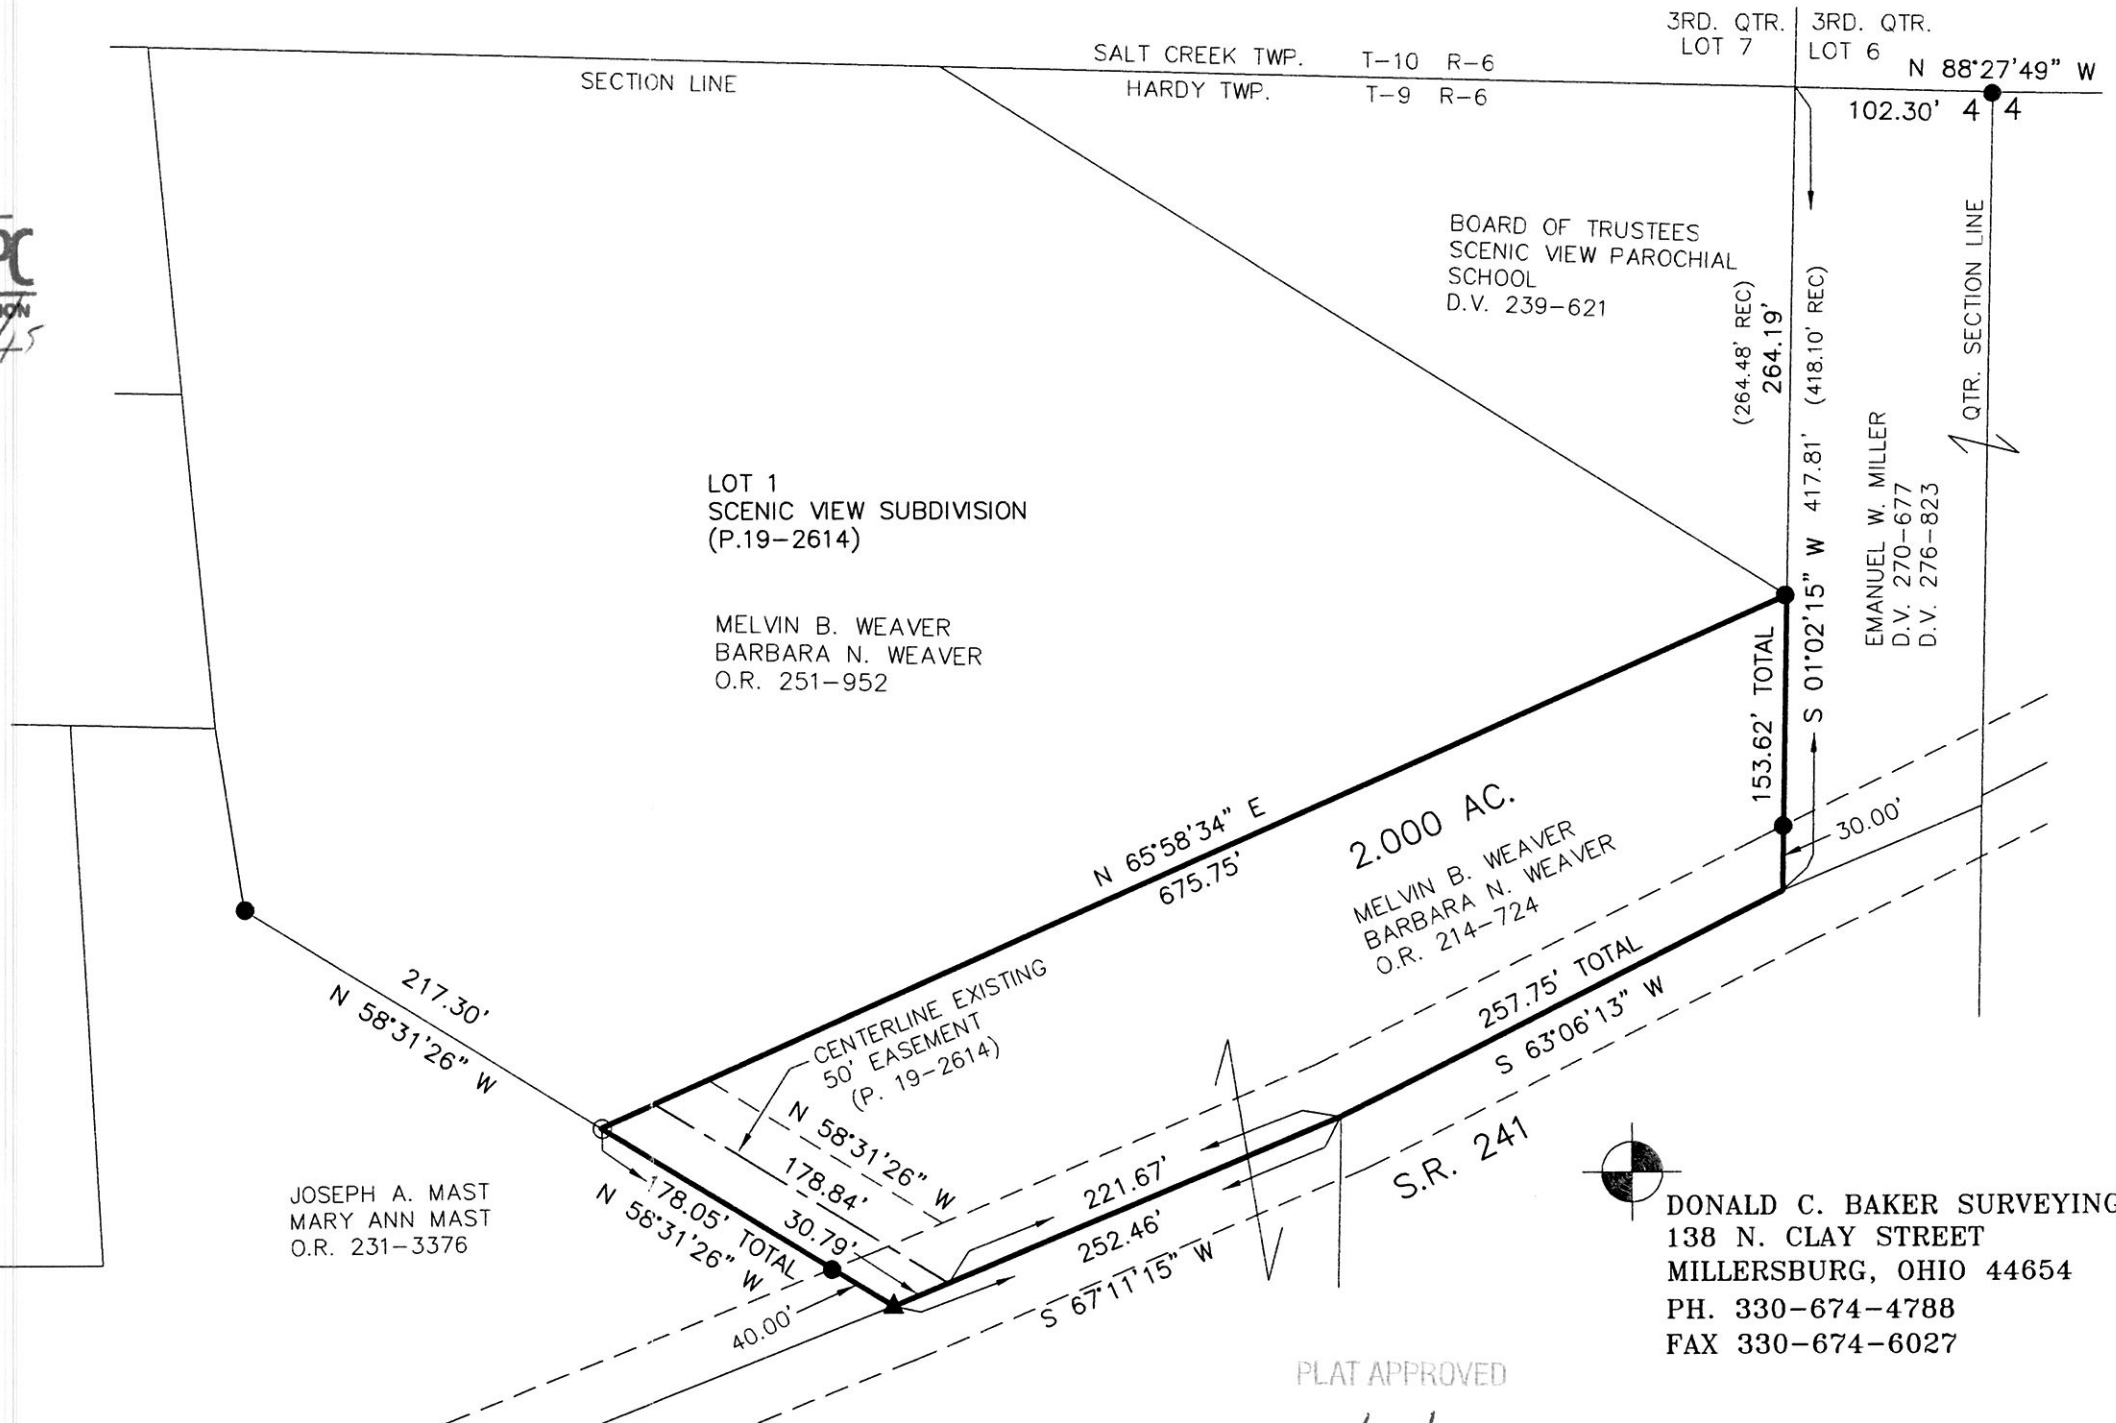 3RD. QTR.
LOT 7
3RD. QTR.
LOT 6
N 88°27'49" W
102.30'
4
4
SALT CREEK TWP. T-10 R-6
SECTION LINE
HARDY TWP. T-9 R-6
BOARD OF TRUSTEES
SCENIC VIEW PAROCHIAL
SCHOOL
D.V. 239-621
(264.48' REC)
264.19'
S 01°02'15" W 417.81' (418.10' REC)
QTR. SECTION LINE
EMANUEL W. MILLER
D.V. 270-677
D.V. 276-823
LOT 1
SCENIC VIEW SUBDIVISION
(P.19-2614)
MELVIN B. WEAVER
BARBARA N. WEAVER
O.R. 251-952
153.62' TOTAL
30.00'
N 65°58'34" E
675.75'
2.000 AC.
MELVIN B. WEAVER
BARBARA N. WEAVER
O.R. 214-724
257.75' TOTAL
S 63°06'13" W
217.30'
N 58°31'26" W
CENTERLINE EXISTING
50' EASEMENT
(P. 19-2614)
N 58°31'26" W
178.84'
30.79'
178.05' TOTAL
N 58°31'26" W
221.67'
252.46'
S 67°11'15" W
40.00'
S.R. 241
JOSEPH A. MAST
MARY ANN MAST
O.R. 231-3376
DONALD C. BAKER SURVEYING
138 N. CLAY STREET
MILLERSBURG, OHIO 44654
PH. 330-674-4788
FAX 330-674-6027
PLAT APPROVED